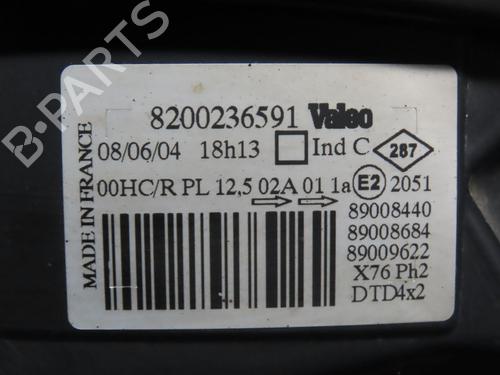 B-PARTS
8200236591 Valeo
08/06/04 18h13 Ind C 287
00HC/R PL 12,5 02A 01 1a E2 2051
89008440
89008684
89009622
X76 Ph2
DTD4x2
MADE IN FRANCE